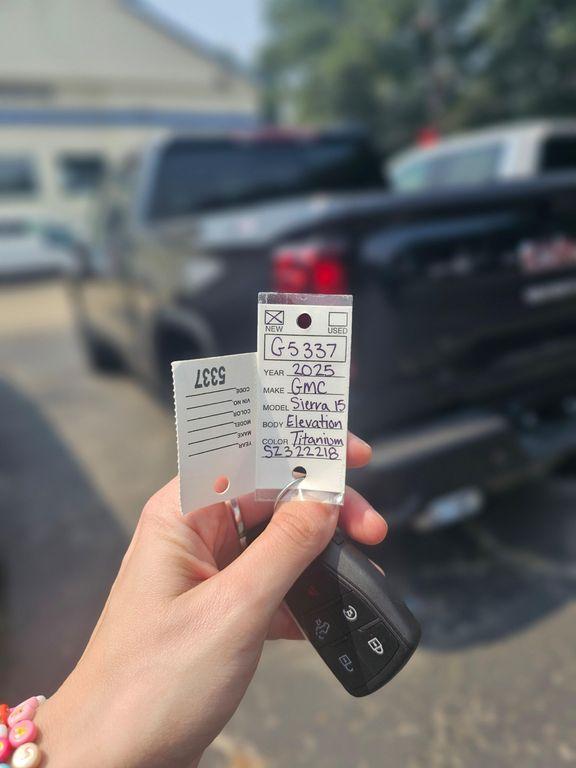 NEW
USED
G5337
YEAR 2025
MAKE GMC
MODEL Sierra 15
BODY Elevation
COLOR Titanium
SZ322218
5337
CODE
VIN NO.
COLOR
MODEL
MAKE
YEAR